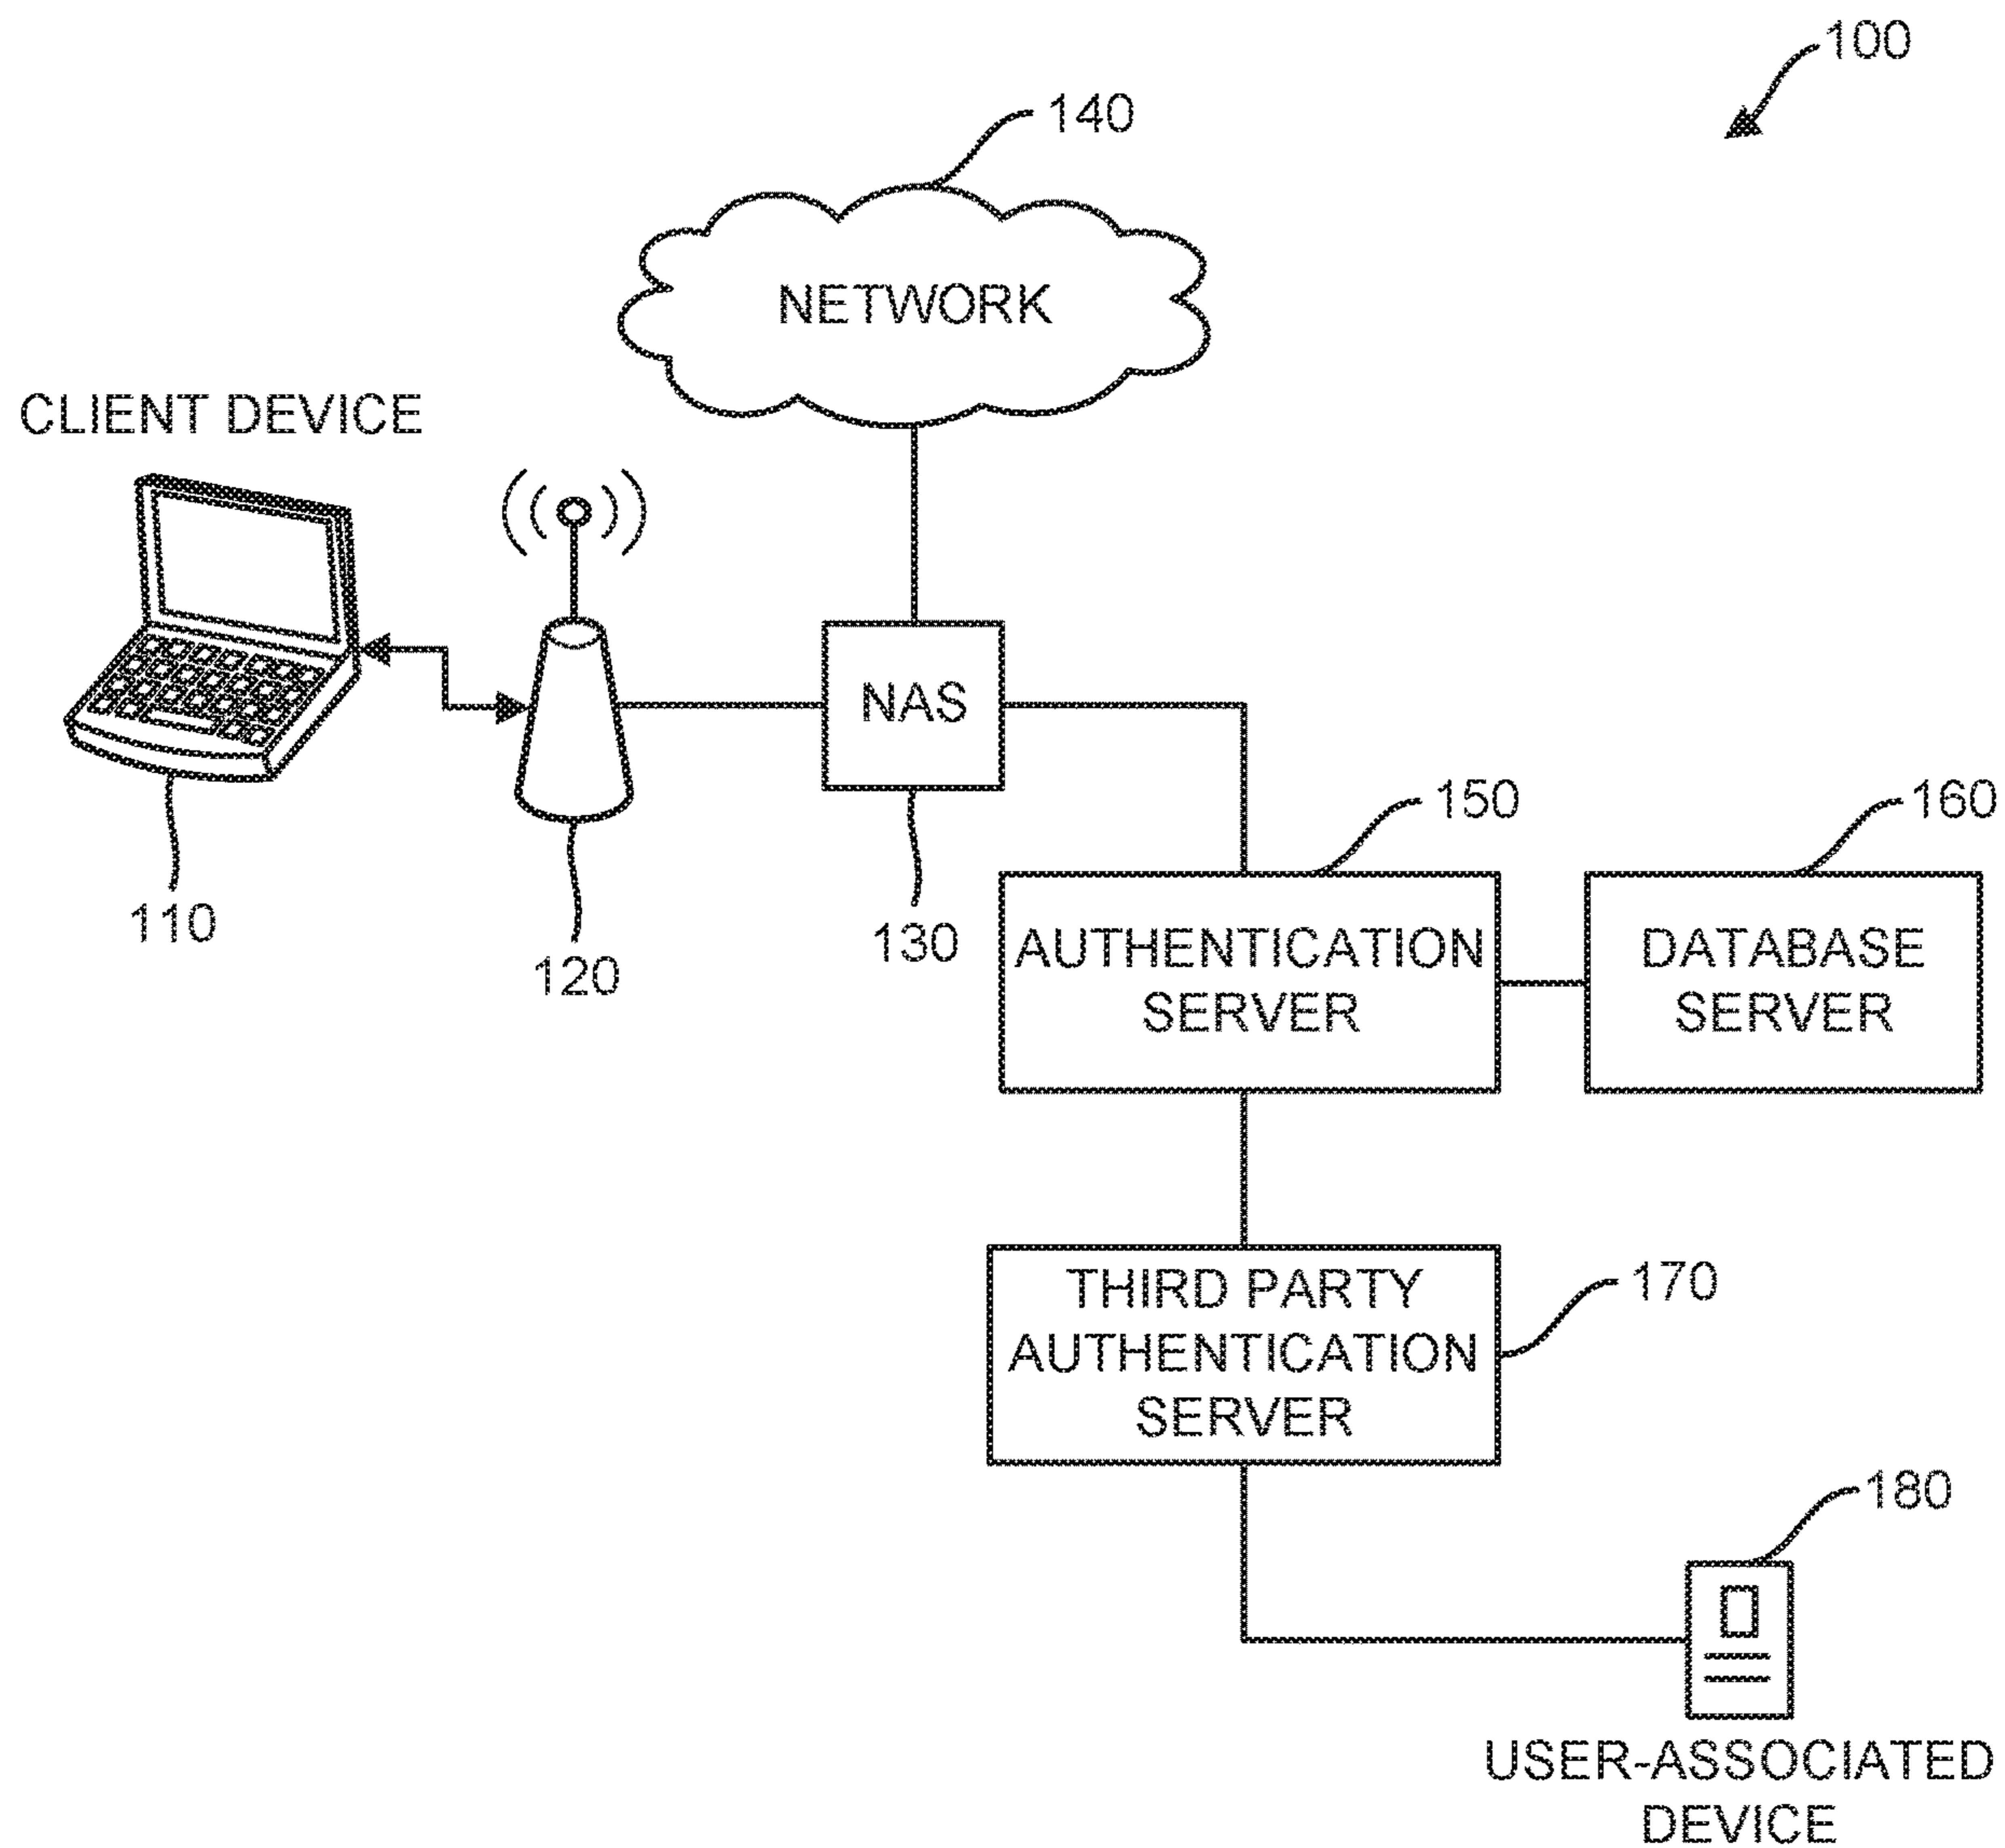 100
140
NETWORK
CLIENT DEVICE
NAS
110
120
130
150
160
AUTHENTICATION
SERVER
DATABASE
SERVER
THIRD PARTY
AUTHENTICATION
SERVER
170
180
USER-ASSOCIATED
DEVICE